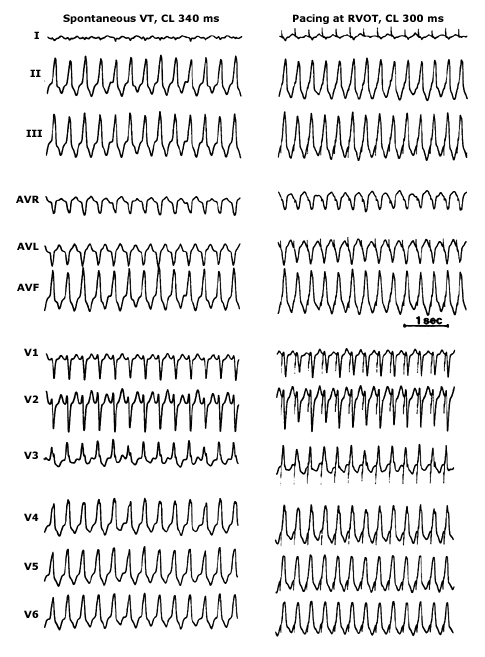 Spontaneous VT, CL 340 ms
Pacing at RVOT, CL 300 ms
I
II
III
AVR
AVL
AVF
1 sec
V1
V2
V3
V4
V5
V6